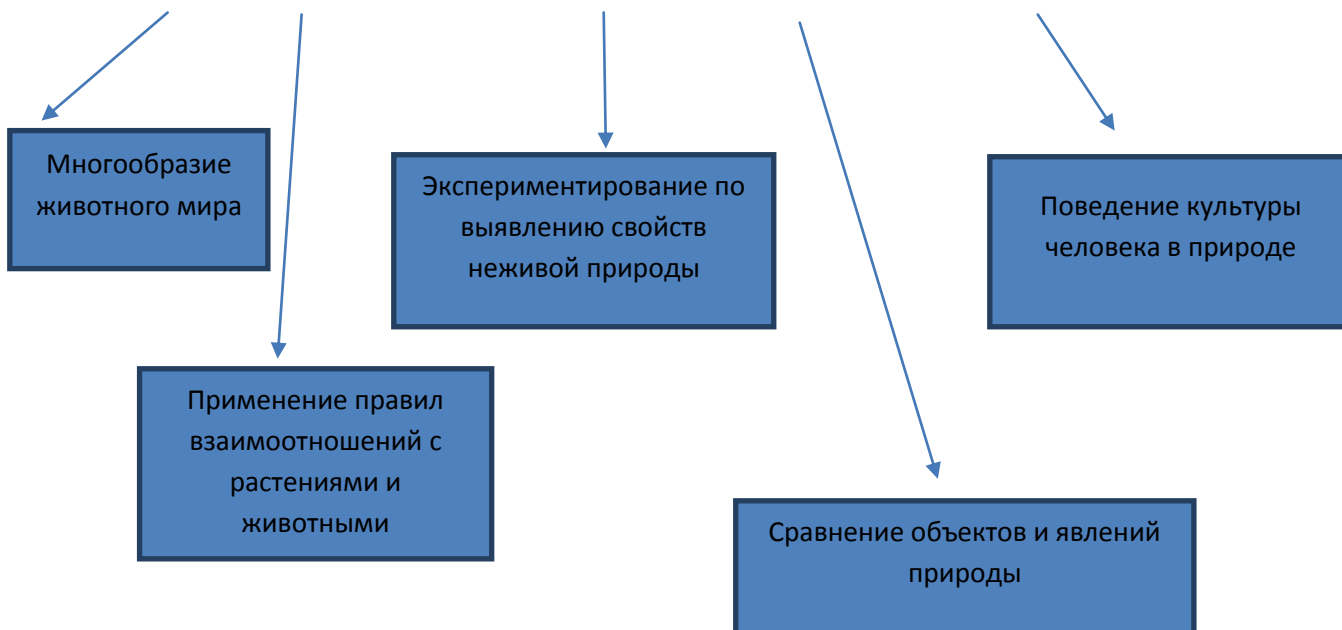 Многообразие
животного мира
Экспериментирование по
выявлению свойств
неживой природы
Поведение культуры
человека в природе
Применение правил
взаимоотношений с
растениями и
животными
Сравнение объектов и явлений
природы